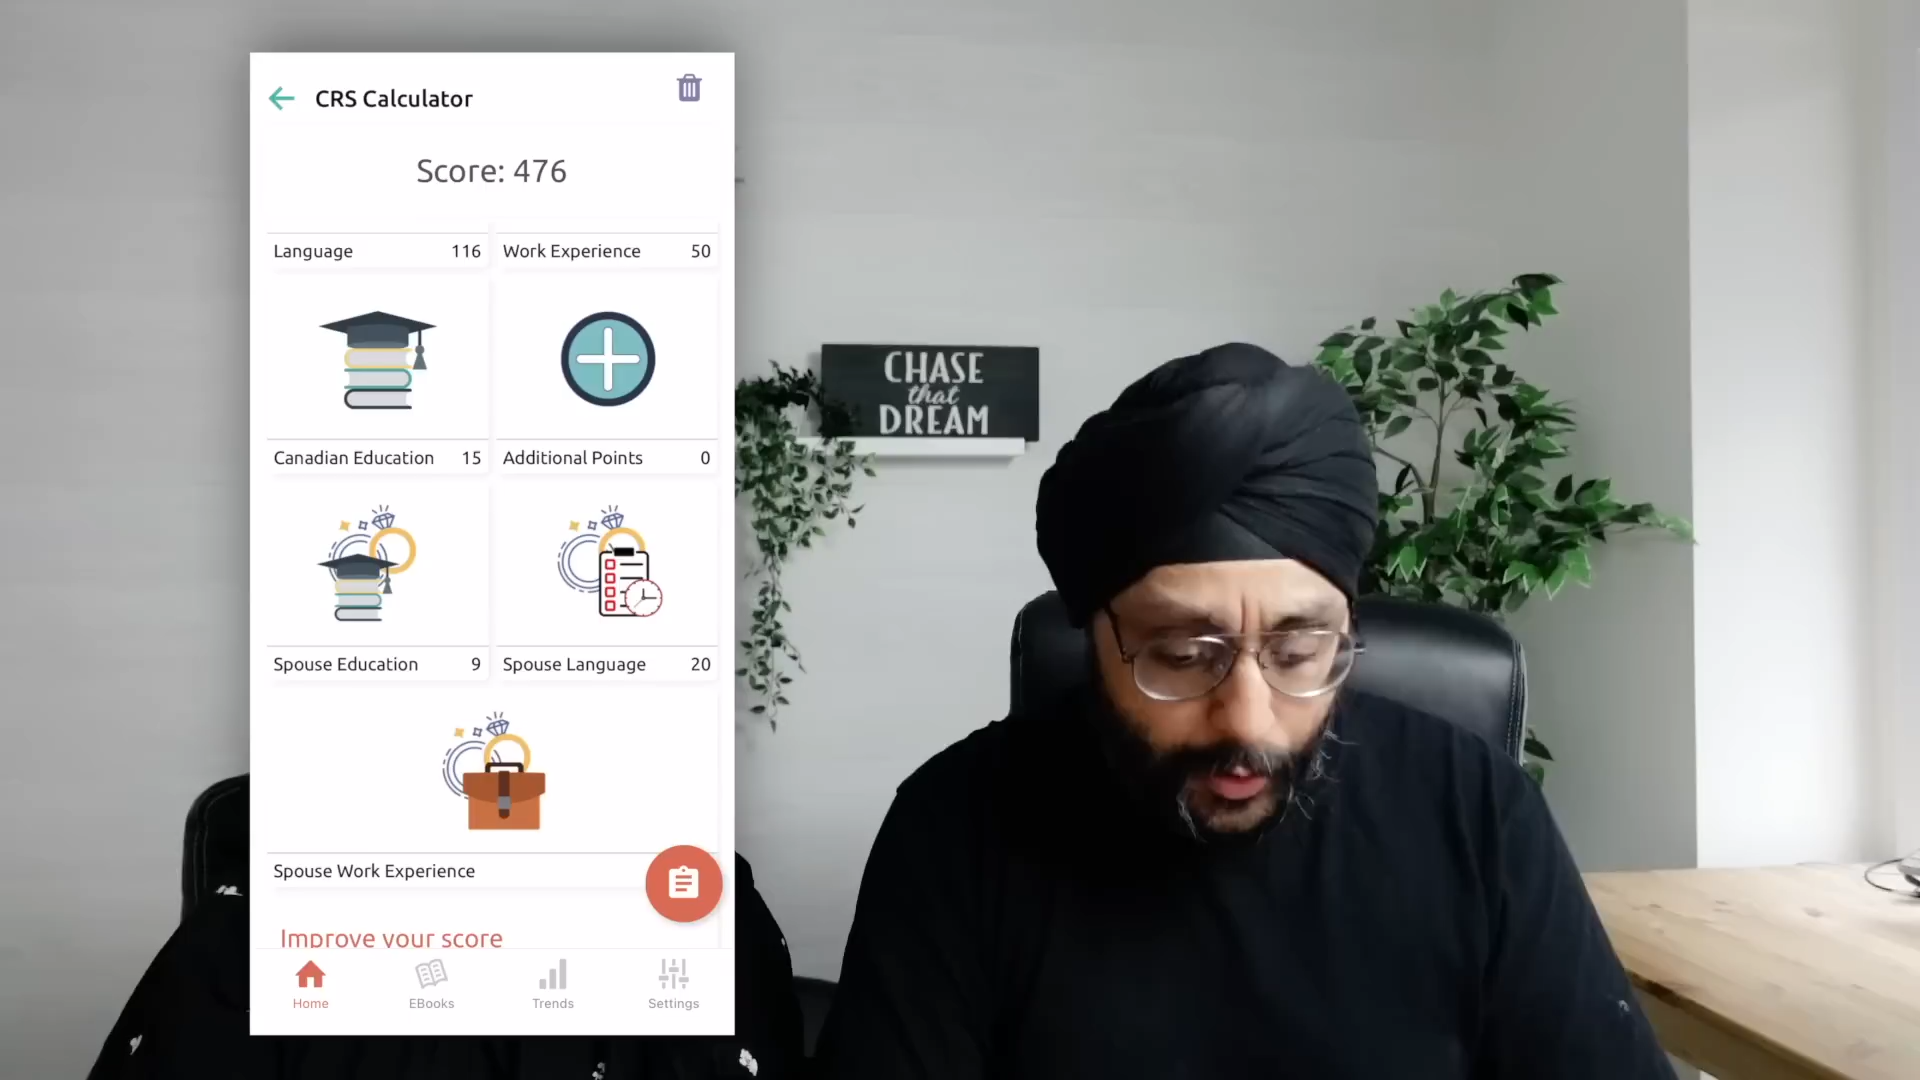 CRS Calculator
Score: 476
Language 116
Work Experience 50
Canadian Education 15
Additional Points 0
Spouse Education 9
Spouse Language 20
Spouse Work Experience
Improve your score
Home
EBooks
Trends
Settings
CHASE
that
DREAM